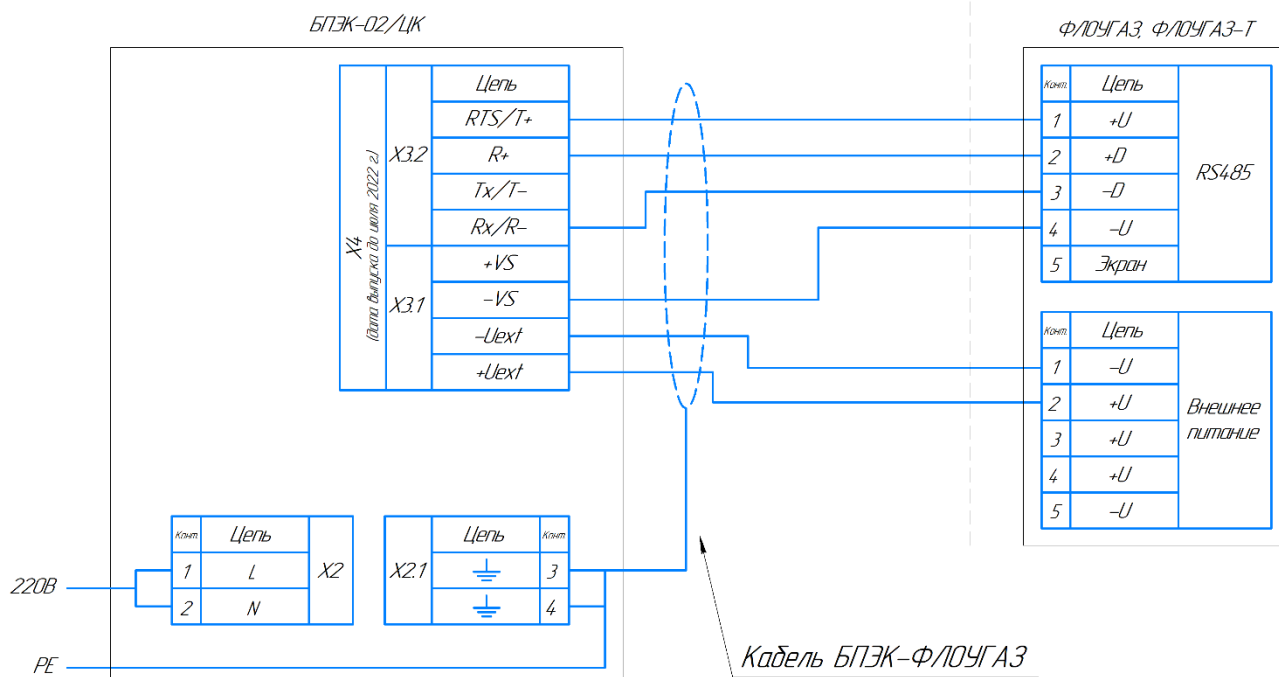 БПЭК-02/ЦК
ФЛОУГАЗ, ФЛОУГАЗ-Т
X4
(дата выпуска до июля 2022 г.)
X3.2
Цепь
RTS/T+
R+
Tx/T-
Rx/R-
X3.1
+VS
-VS
-Uext
+Uext
Конт. Цепь
1 +U
2 +D
3 -D
4 -U
5 Экран
RS485
Конт. Цепь
1 -U
2 +U
3 +U
4 +U
5 -U
Внешнее
питание
Конт. Цепь
1 L
2 N
X2
X2.1
Цепь Конт.
3
4
220В
PE
Кабель БПЭК-ФЛОУГАЗ